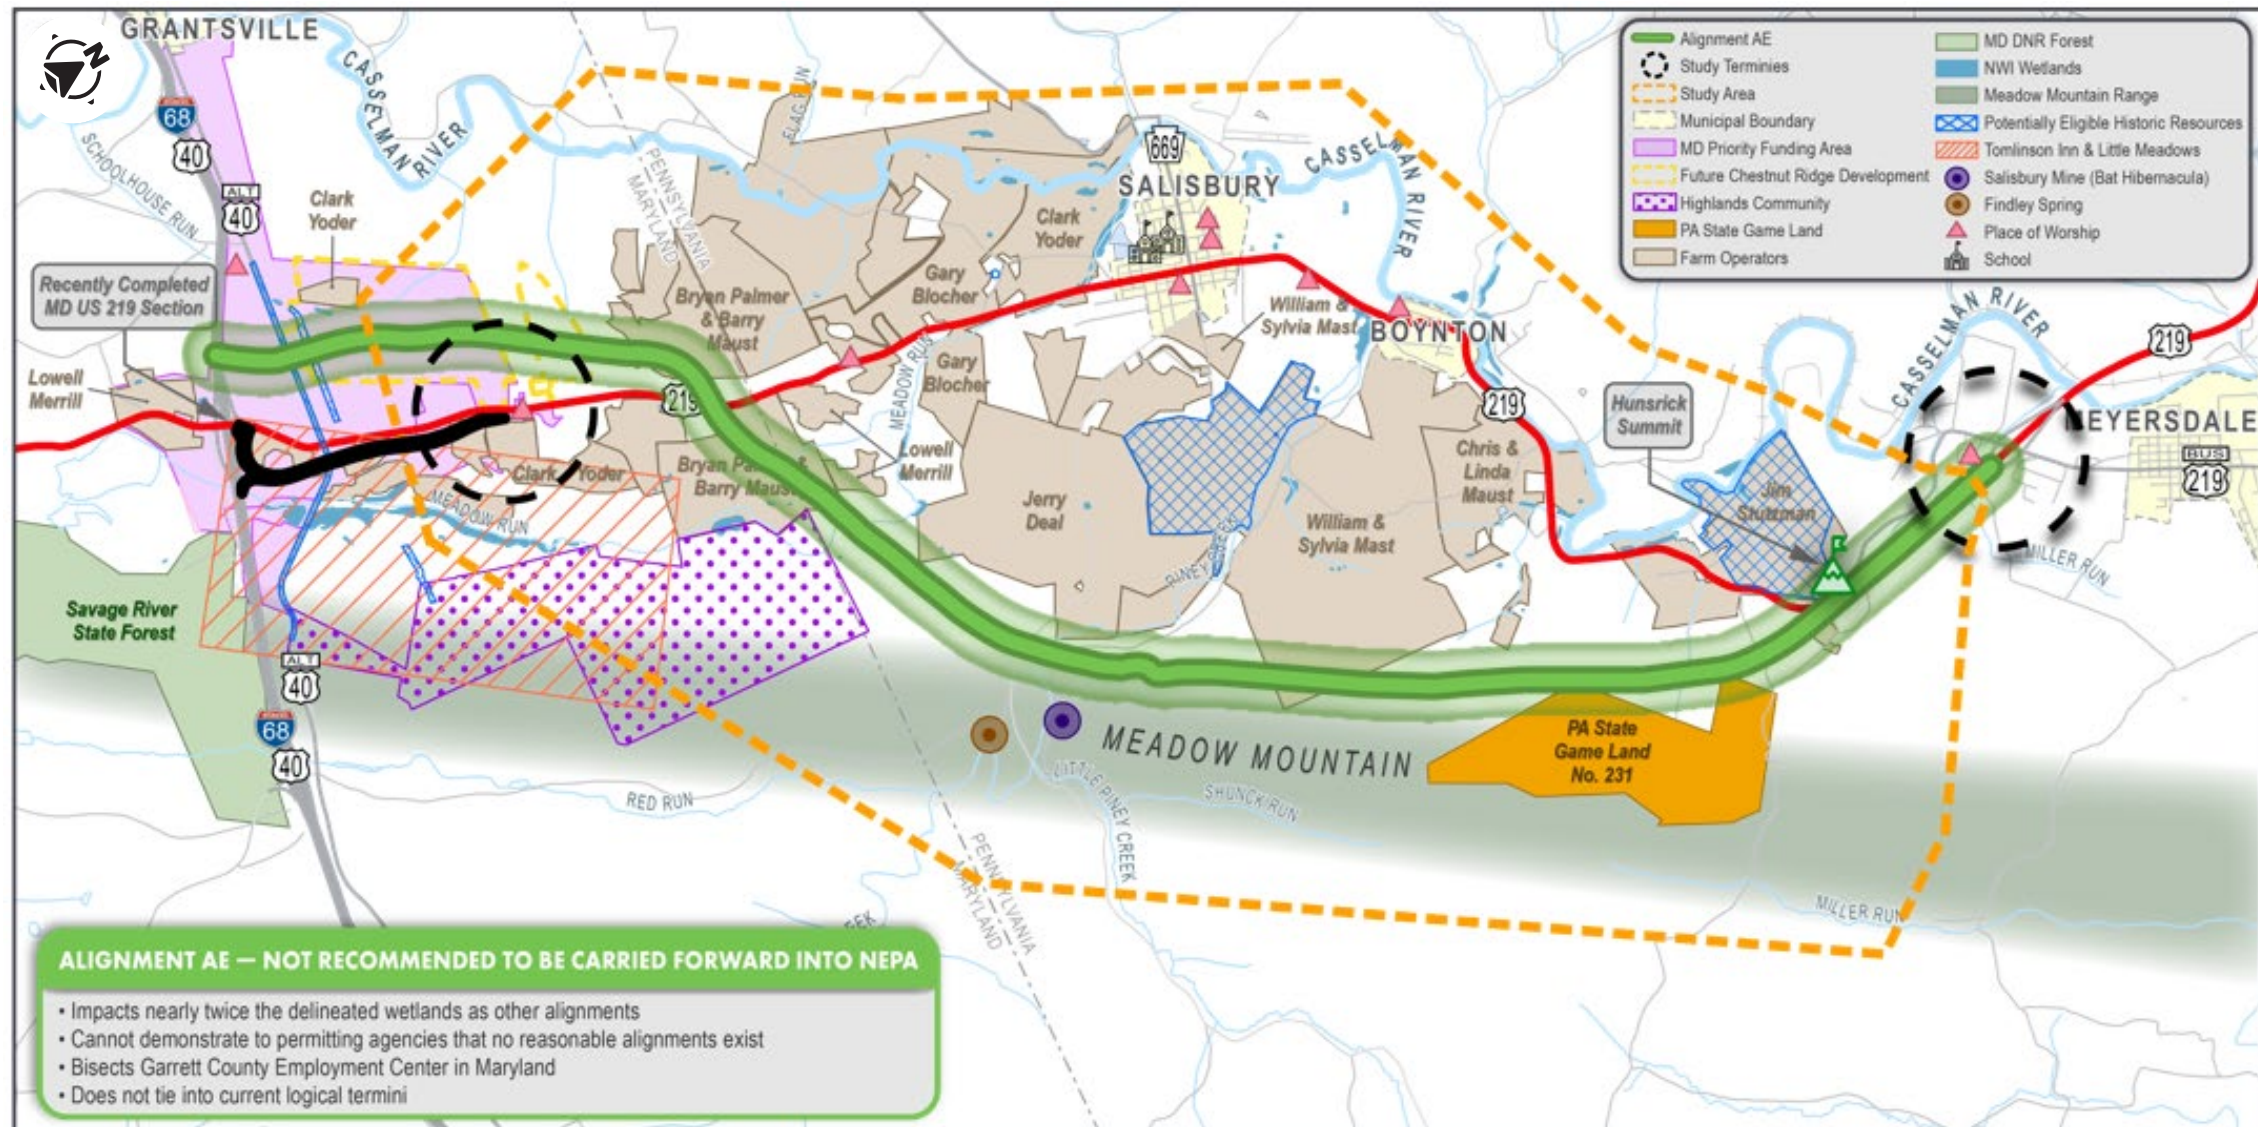 GRANTSVILLE
N
CASSELMAN
RIVER
68
40
SCHOOLHOUSE RUN
ALT
40
Clark
Yoder
Recently Completed
MD US 219 Section
Lowell
Merrill
PENNSYLVANIA
MARYLAND
FLAG RUN
669
SALISBURY
CASSELMAN RIVER
Clark
Yoder
Gary
Blocher
Bryan Palmer
& Barry
Maust
William &
Sylvia Mast
BOYNTON
MEADOW RUN
Gary
Blocher
219
219
Hunsrick
Summit
CASSELMAN RIVER
219
MEYERSDALE
BUS
219
Alignment AE
Study Terminies
Study Area
Municipal Boundary
MD Priority Funding Area
Future Chestnut Ridge Development
Highlands Community
PA State Game Land
Farm Operators
MD DNR Forest
NWI Wetlands
Meadow Mountain Range
Potentially Eligible Historic Resources
Tomlinson Inn & Little Meadows
Salisbury Mine (Bat Hibernacula)
Findley Spring
Place of Worship
School
Clark Yoder
Bryan Palmer &
Barry Maust
Lowell
Merrill
Jerry
Deal
William &
Sylvia Mast
Chris &
Linda
Maust
Jim
Stutzman
MEADOW RUN
PINEY CREEK
MILLER RUN
Savage River
State Forest
ALT
40
68
40
RED RUN
MEADOW MOUNTAIN
LITTLE PINEY CREEK
SHUNCK RUN
PA State
Game Land
No. 231
PENNSYLVANIA
MARYLAND
MILLER RUN
ALIGNMENT AE — NOT RECOMMENDED TO BE CARRIED FORWARD INTO NEPA
• Impacts nearly twice the delineated wetlands as other alignments
• Cannot demonstrate to permitting agencies that no reasonable alignments exist
• Bisects Garrett County Employment Center in Maryland
• Does not tie into current logical termini